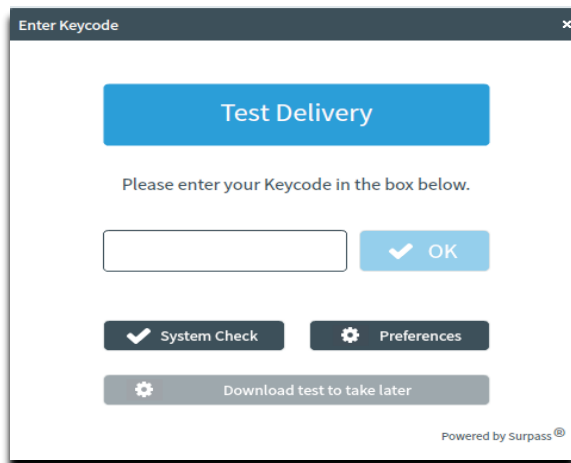 Enter Keycode ×
Test Delivery
Please enter your Keycode in the box below.
OK
System Check Preferences
Download test to take later
Powered by Surpass®